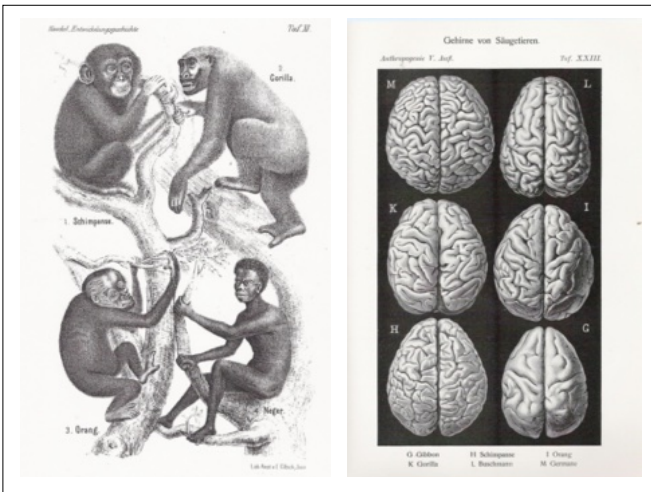 Haeckel, Entwickelungsgeschichte Taf. XI.
2.
Gorilla.
1. Schimpanse.
3. Orang.
4. Neger.
Gehirne von Säugetieren.
Anthropogenie V. Aufl. Taf. XXIII.
M L
K I
H G
G Gibbon H Schimpanse I Orang
K Gorilla L Buschmann M Germane